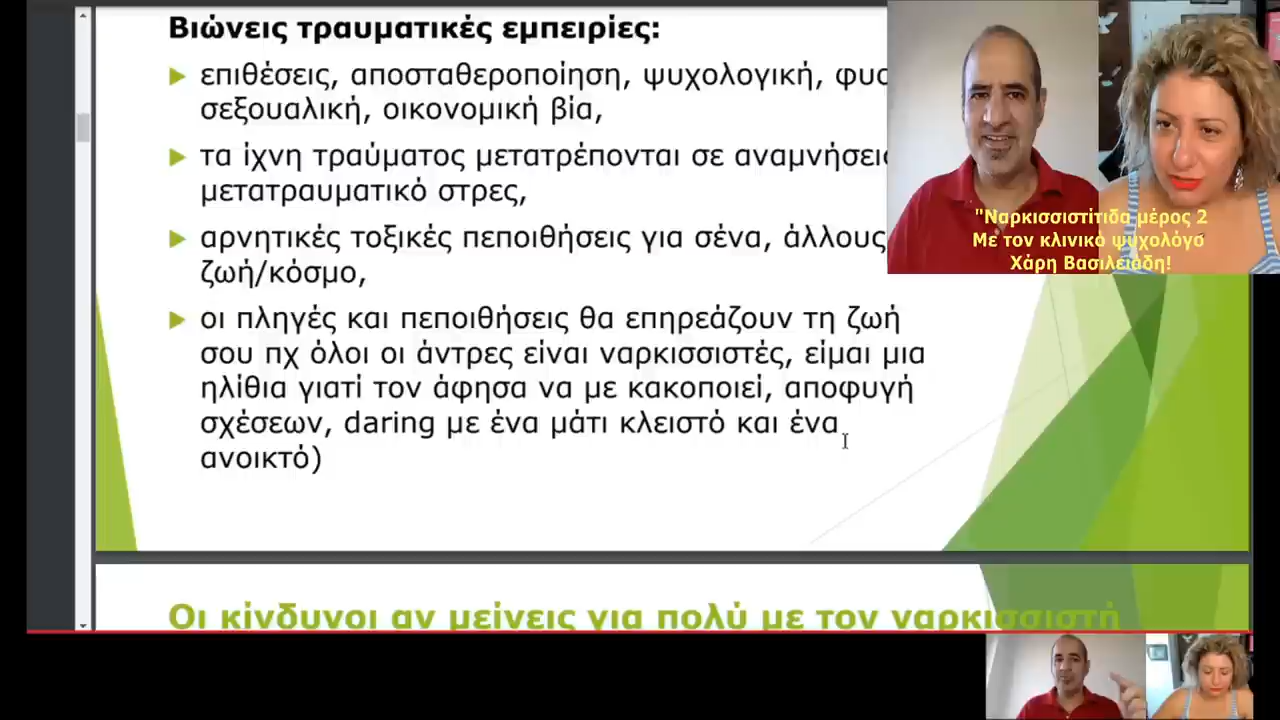 Βιώνεις τραυματικές εμπειρίες:
επιθέσεις, αποσταθεροποίηση, ψυχολογική,
σεξουαλική, οικονομική βία,
τα ίχνη τραύματος μετατρέπονται σε αναμνήσεις
μετατραυματικό στρες,
αρνητικές τοξικές πεποιθήσεις για σένα, άλλους
ζωή/κόσμο,
οι πληγές και πεποιθήσεις θα επηρεάζουν τη ζωή
σου πχ όλοι οι άντρες είναι ναρκισσιστές, είμαι μια
ηλίθια γιατί τον άφησα να με κακοποιεί, αποφυγή
σχέσεων, daring με ένα μάτι κλειστό και ένα
ανοικτό)
Οι κίνδυνοι αν μείνεις για πολύ με τον ναρκισσιστή
"Ναρκισσιστίτιδα μέρος 2
Με τον κλινικό ψυχολόγο
Χάρη Βασιλειάδη!